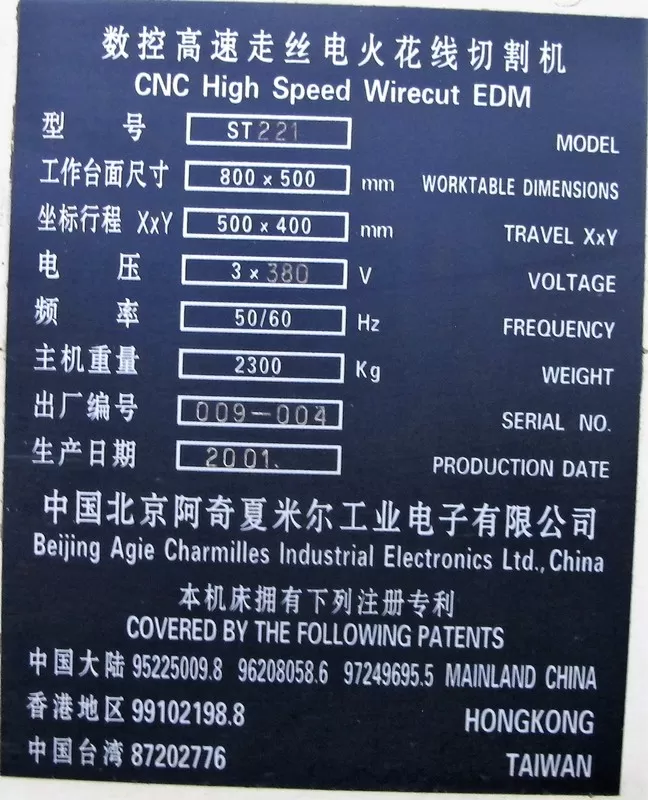 数控高速走丝电火花线切割机
CNC High Speed Wirecut EDM
型 号 ST221 MODEL
工作台面尺寸 800 x 500 mm WORKTABLE DIMENSIONS
坐标行程 XxY 500 x 400 mm TRAVEL XxY
电 压 3 x 380 V VOLTAGE
频 率 50/60 Hz FREQUENCY
主机重量 2300 Kg WEIGHT
出厂编号 009-004 SERIAL NO.
生产日期 2001. PRODUCTION DATE
中国北京阿奇夏米尔工业电子有限公司
Beijing Agie Charmilles Industrial Electronics Ltd., China
本机床拥有下列注册专利
COVERED BY THE FOLLOWING PATENTS
中国大陆 95225009.8 96208058.6 97249695.5 MAINLAND CHINA
香港地区 99102198.8 HONGKONG
中国台湾 87202776 TAIWAN